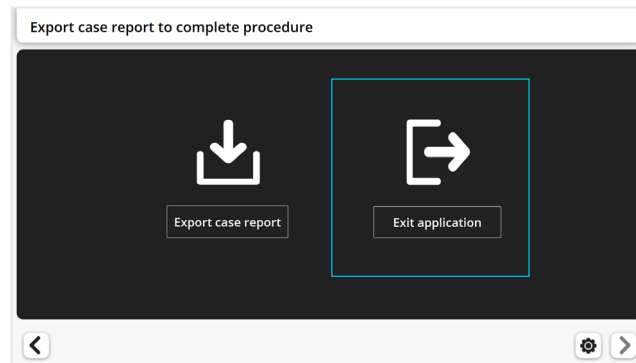 Export case report to complete procedure
Export case report
Exit application